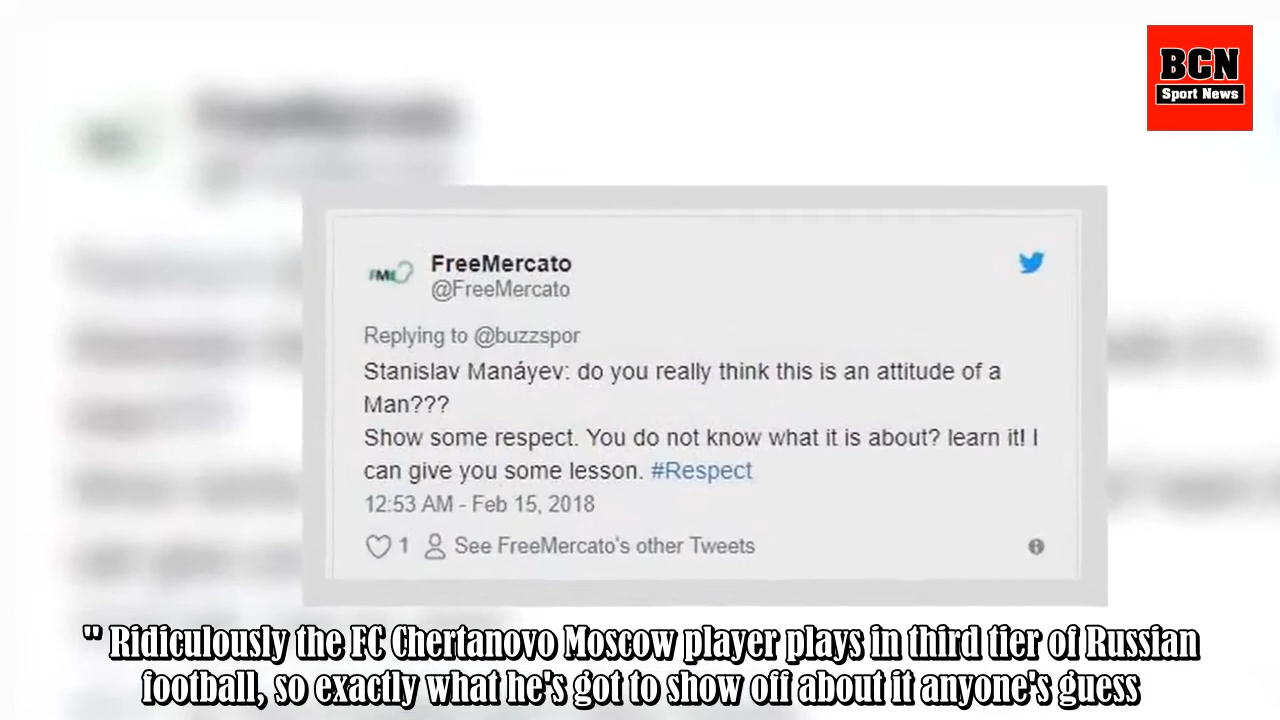 BCN
Sport News
FreeMercato
@FreeMercato
Replying to @buzzspor
Stanislav Manáyev: do you really think this is an attitude of a
Man???
Show some respect. You do not know what it is about? learn it! I
can give you some lesson. #Respect
12:53 AM - Feb 15, 2018
1 See FreeMercato's other Tweets
" Ridiculously the FC Chertanovo Moscow player plays in third tier of Russian
football, so exactly what he's got to show off about it anyone's guess